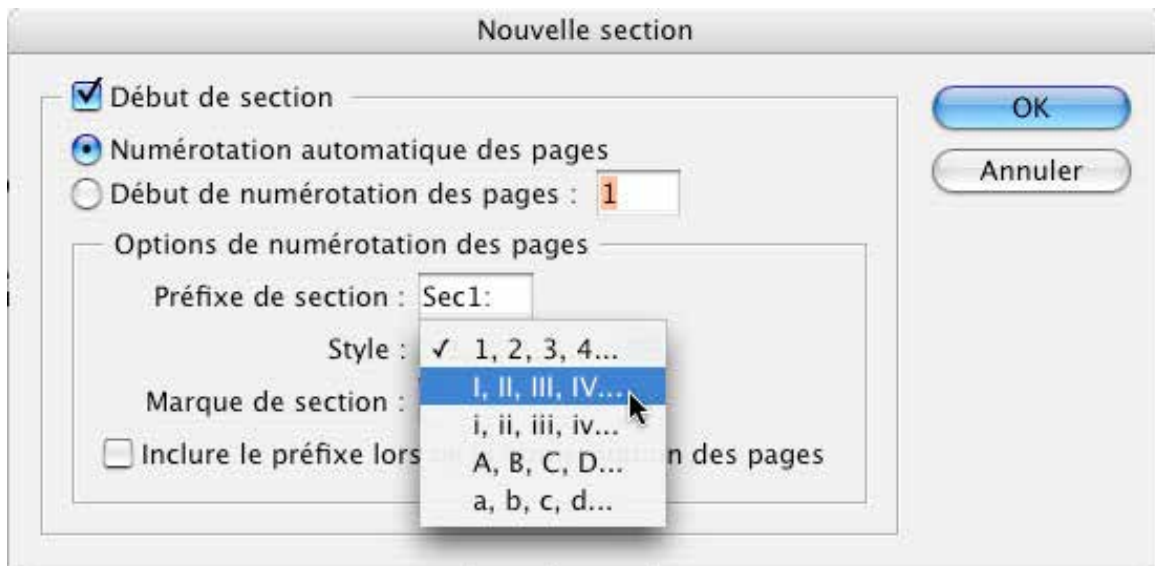 Nouvelle section
Début de section
OK
Numérotation automatique des pages
Annuler
Début de numérotation des pages : 1
Options de numérotation des pages
Préfixe de section : Sec1:
Style : ✓ 1, 2, 3, 4...
I, II, III, IV...
Marque de section :
i, ii, iii, iv...
Inclure le préfixe lors des pages
A, B, C, D...
a, b, c, d...